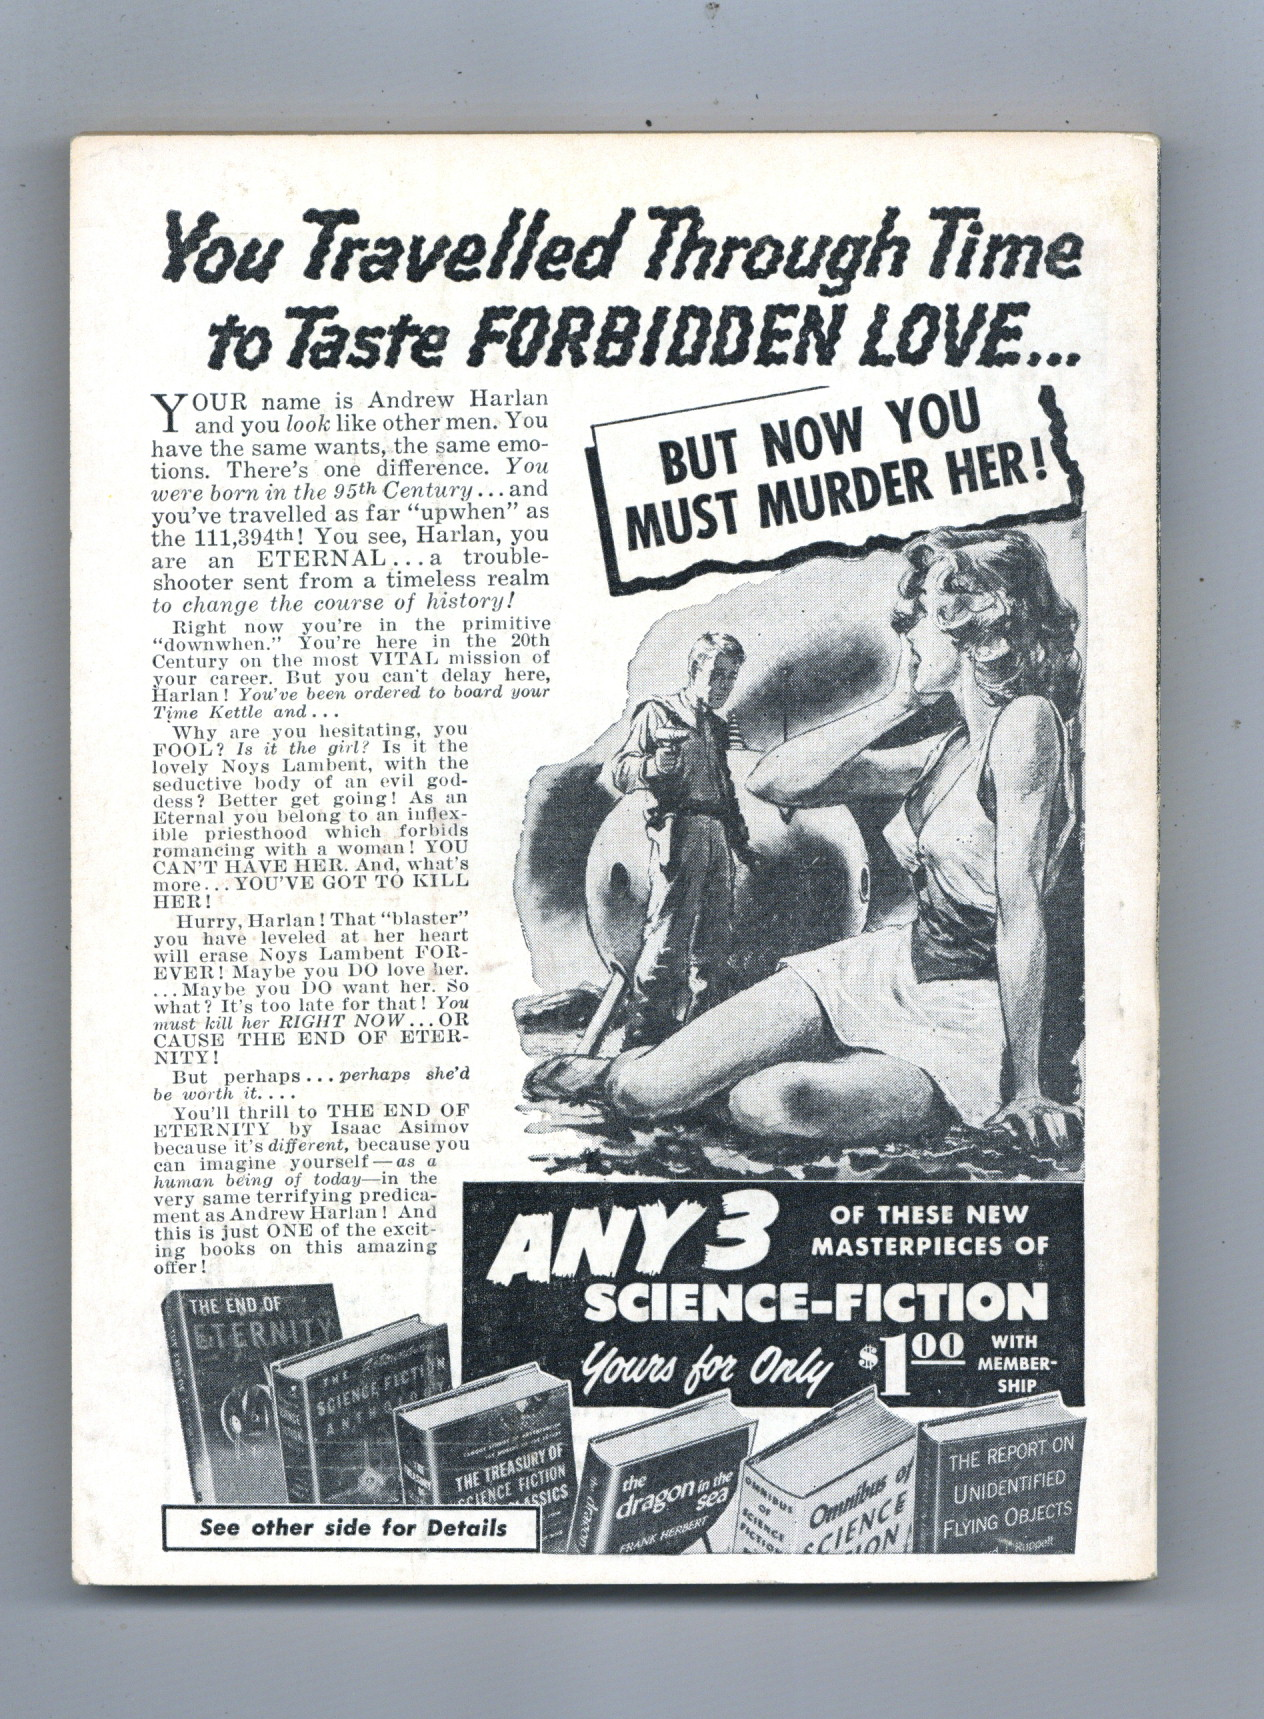 You Travelled Through Time
to Taste FORBIDDEN LOVE...
BUT NOW YOU
MUST MURDER HER!
YOUR name is Andrew Harlan
and you look like other men. You
have the same wants, the same emo-
tions. There's one difference. You
were born in the 95th Century...and
you've travelled as far "upwhen" as
the 111,394th! You see, Harlan, you
are an ETERNAL...a trouble-
shooter sent from a timeless realm
to change the course of history!
Right now you're in the primitive
"downwhen." You're here in the 20th
Century on the most VITAL mission of
your career. But you can't delay here,
Harlan! You've been ordered to board your
Time Kettle and...
Why are you hesitating, you
FOOL? Is it the girl? Is it the
lovely Noys Lambent, with the
seductive body of an evil god-
dess? Better get going! As an
Eternal you belong to an inflex-
ible priesthood which forbids
romancing with a woman! YOU
CAN'T HAVE HER. And, what's
more...YOU'VE GOT TO KILL
HER!
Hurry, Harlan! That "blaster"
you have leveled at her heart
will erase Noys Lambent FOR-
EVER! Maybe you DO love her.
...Maybe you DO want her. So
what? It's too late for that! You
must kill her RIGHT NOW...OR
CAUSE THE END OF ETER-
NITY!
But perhaps...perhaps she'd
be worth it....
You'll thrill to THE END OF
ETERNITY by Isaac Asimov
because it's different, because you
can imagine yourself—as a
human being of today—in the
very same terrifying predica-
ment as Andrew Harlan! And
this is just ONE of the excit-
ing books on this amazing
offer!
ANY 3 OF THESE NEW
MASTERPIECES OF
SCIENCE-FICTION
Yours for Only $1.00 WITH
MEMBER-
SHIP
THE END OF
ETERNITY
THE
SCIENCE FICTION
ANTHOLOGY
THE TREASURY OF
SCIENCE FICTION
CLASSICS
the
dragon in the
sea
FRANK HERBERT
OMNIBUS
OF
SCIENCE
FICTION
Omnibus of
SCIENCE
THE REPORT ON
UNIDENTIFIED
FLYING OBJECTS
Ruppelt
See other side for Details